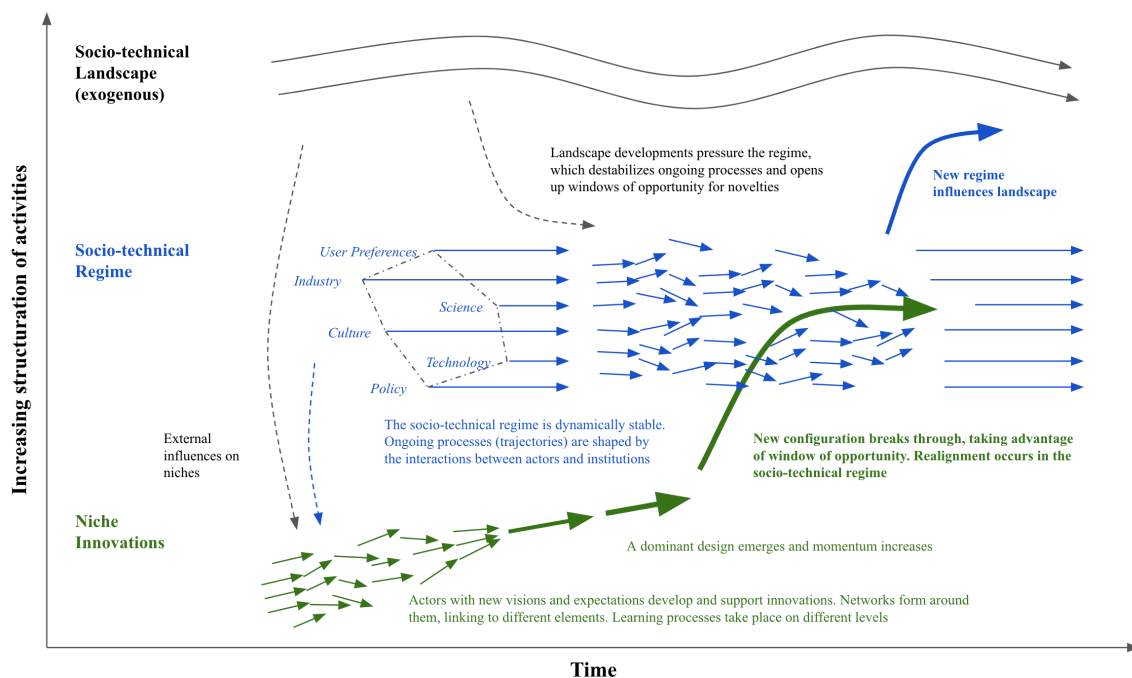 Socio-technical
Landscape
(exogenous)
Increasing structuration of activities
Landscape developments pressure the regime,
which destabilizes ongoing processes and opens
up windows of opportunity for novelties
New regime
influences landscape
Socio-technical
Regime
User Preferences
Industry
Science
Culture
Technology
Policy
The socio-technical regime is dynamically stable.
Ongoing processes (trajectories) are shaped by
the interactions between actors and institutions
External
influences on
niches
New configuration breaks through, taking advantage
of window of opportunity. Realignment occurs in the
socio-technical regime
Niche
Innovations
A dominant design emerges and momentum increases
Actors with new visions and expectations develop and support innovations. Networks form around
them, linking to different elements. Learning processes take place on different levels
Time